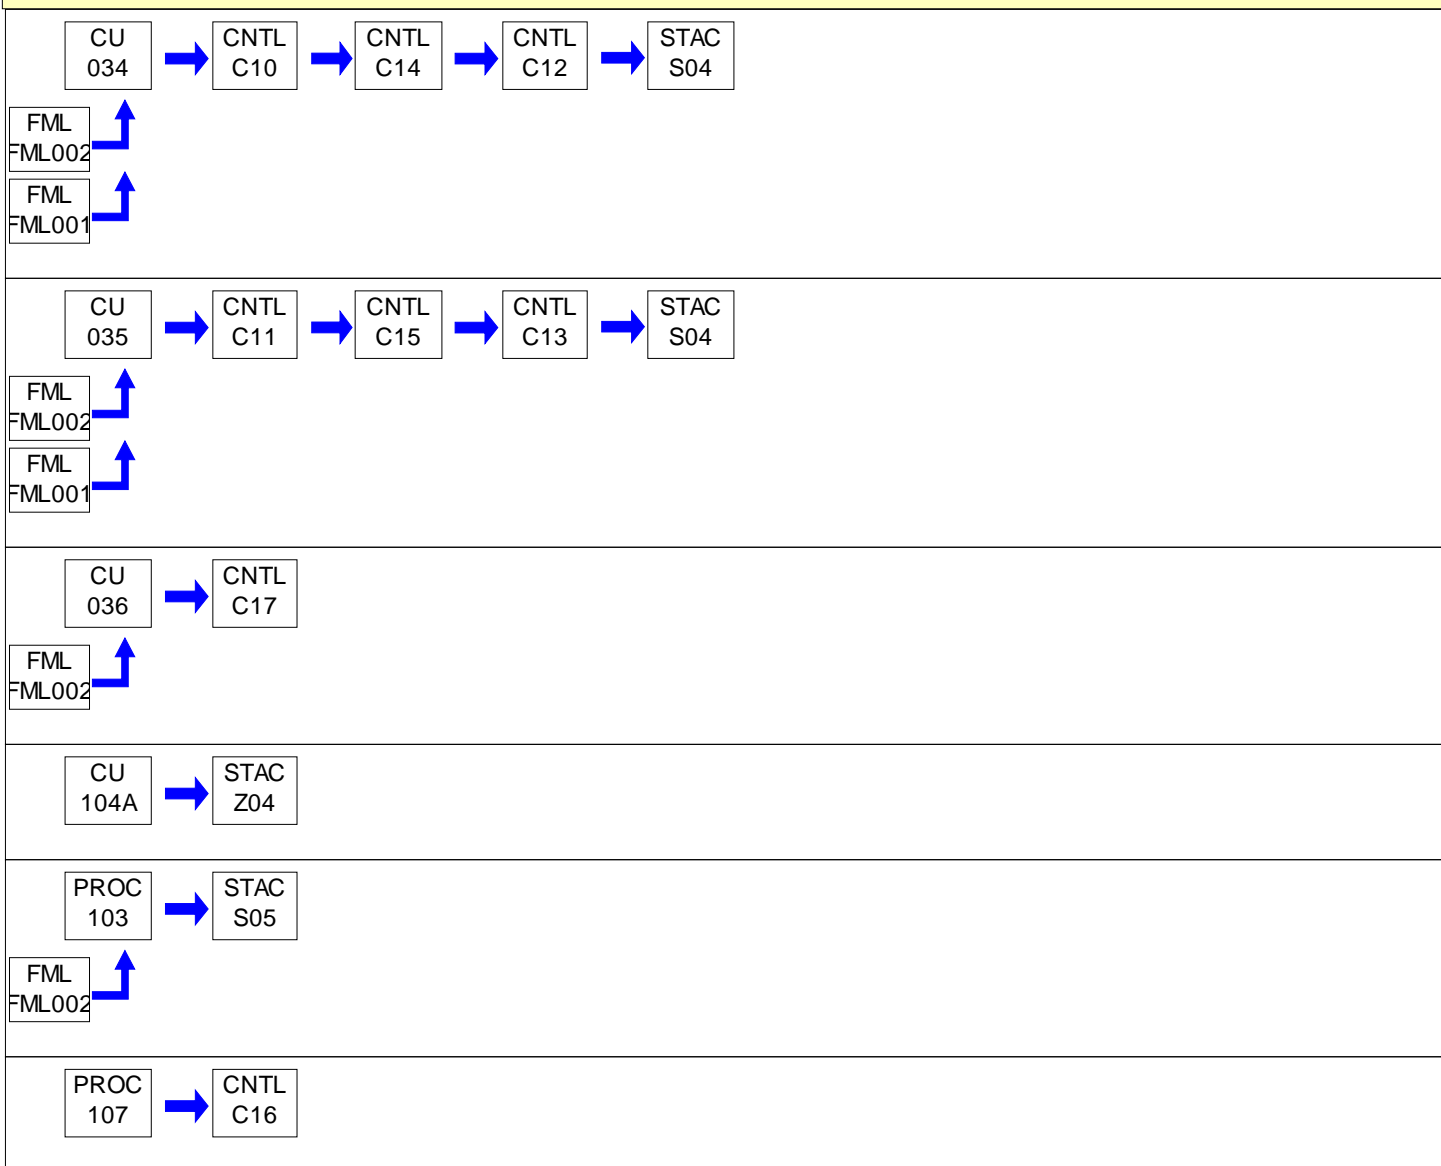 CU
034
CNTL
C10
CNTL
C14
CNTL
C12
STAC
S04
FML
FML002
FML
FML001
CU
035
CNTL
C11
CNTL
C15
CNTL
C13
STAC
S04
FML
FML002
FML
FML001
CU
036
CNTL
C17
FML
FML002
CU
104A
STAC
Z04
PROC
103
STAC
S05
FML
FML002
PROC
107
CNTL
C16